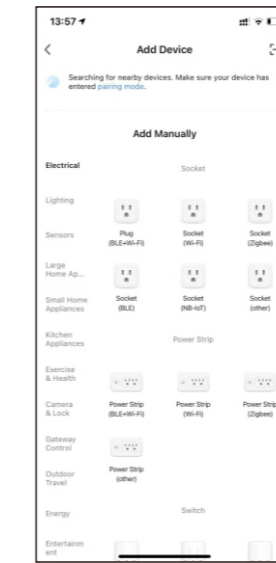 13:57
Add Device
Searching for nearby devices. Make sure your device has
entered pairing mode.
Add Manually
Electrical
Socket
Lighting
Sensors
Plug
(BLE+Wi-Fi)
Socket
(Wi-Fi)
Socket
(Zigbee)
Large
Home Ap...
Small Home
Appliances
Socket
(BLE)
Socket
(NB-IoT)
Socket
(other)
Kitchen
Appliances
Power Strip
Exercise
& Health
Camera
& Lock
Power Strip
(BLE+Wi-Fi)
Power Strip
(Wi-Fi)
Power Strip
(Zigbee)
Gateway
Control
Outdoor
Travel
Power Strip
(other)
Energy
Switch
Entertainm
ent